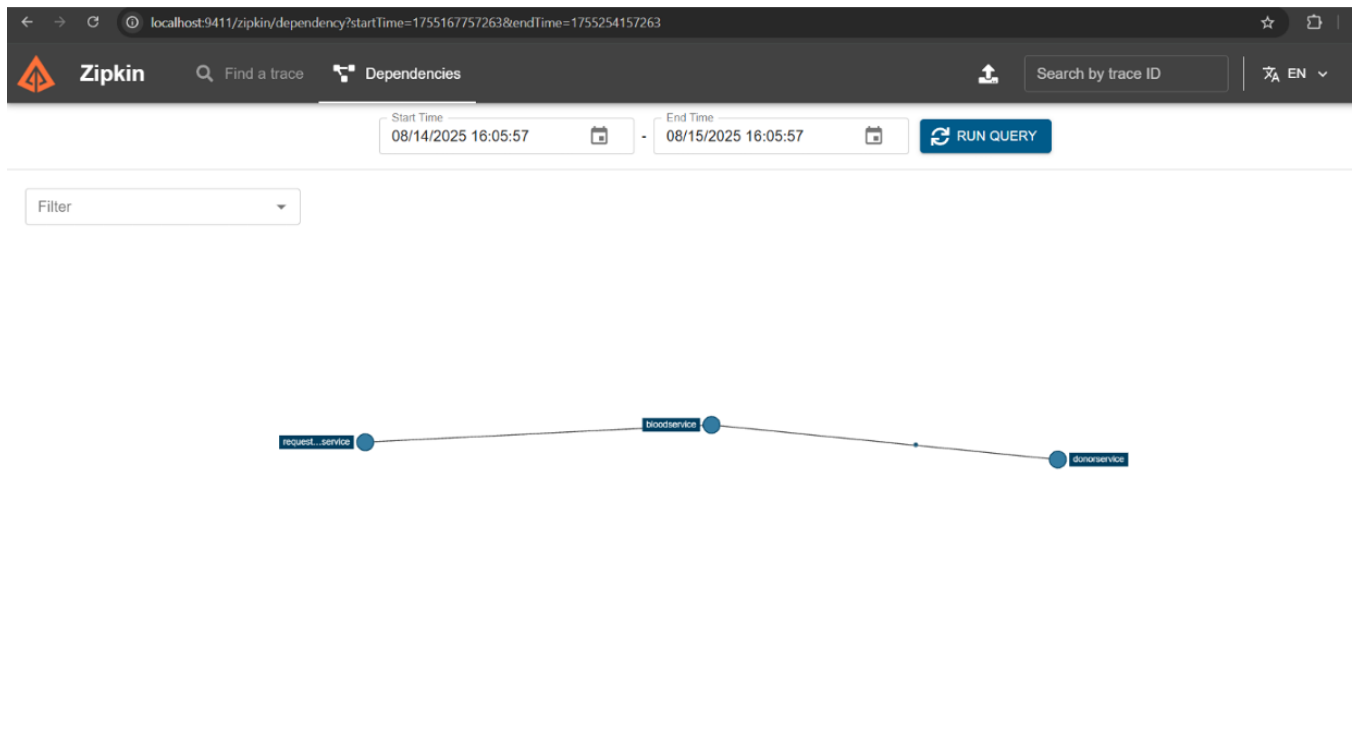 localhost:9411/zipkin/dependency?startTime=1755167757263&endTime=1755254157263
Zipkin Find a trace Dependencies Search by trace ID EN
Start Time End Time
08/14/2025 16:05:57 - 08/15/2025 16:05:57 RUN QUERY
Filter
bloodservice
request...service
donorservice